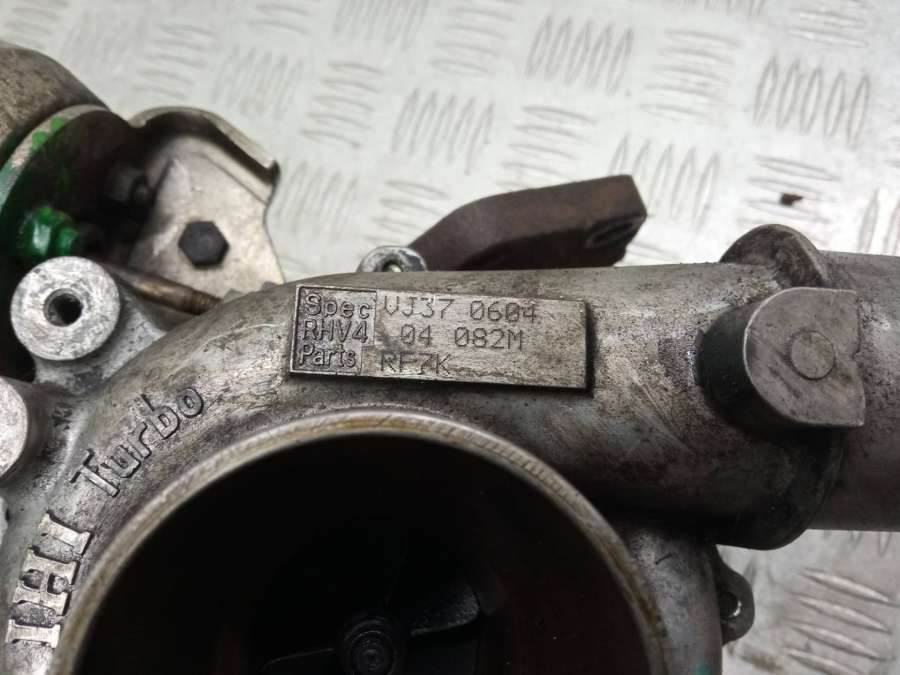 Spec VJ37 0604
RHV4 04 082M
Parts RF7K
IHI Turbo